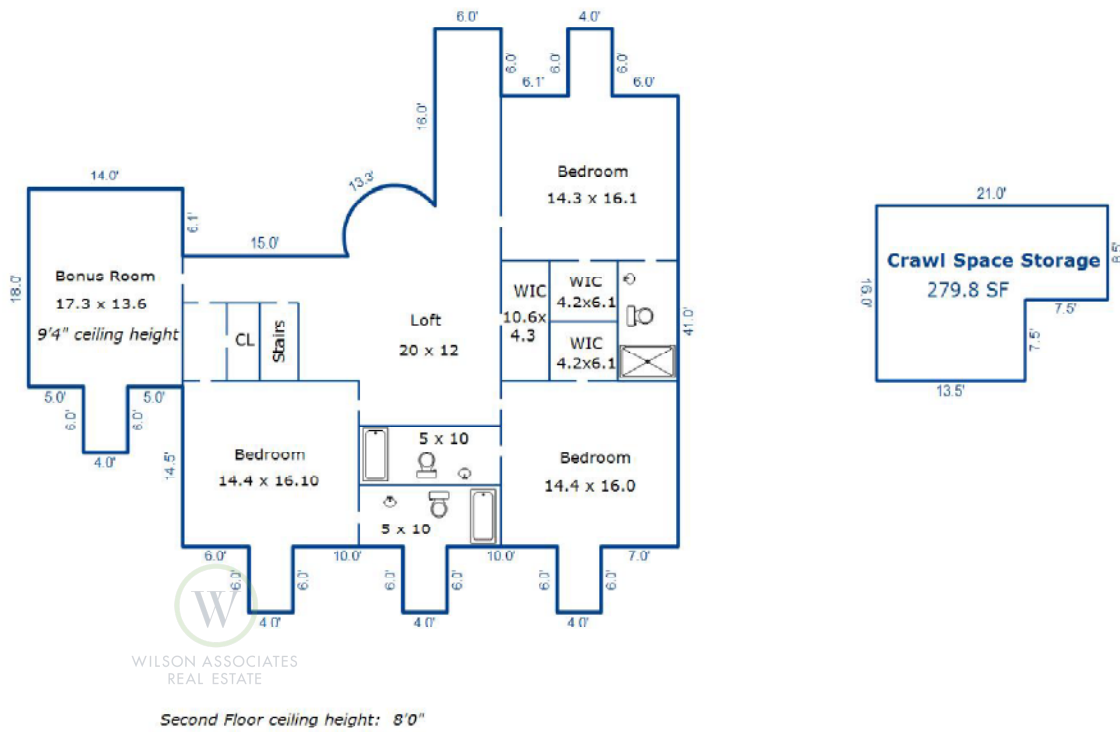 6.0'
4.0'
6.0'
6.0'
6.0'
6.1'
6.0'
16.0'
14.0'
13.3'
Bedroom
14.3 x 16.1
6.1'
15.0'
21.0'
Bonus Room
17.3 x 13.6
9'4" ceiling height
18.0'
Crawl Space Storage
279.8 SF
8.5'
16.0'
7.5'
7.5'
13.5'
WIC
10.6x
4.3
WIC
4.2x6.1
WIC
4.2x6.1
41.0'
Loft
20 x 12
CL
Stairs
5.0'
5.0'
6.0'
6.0'
4.0'
14.5'
Bedroom
14.4 x 16.10
5 x 10
5 x 10
Bedroom
14.4 x 16.0
6.0'
10.0'
10.0'
7.0'
6.0'
6.0'
6.0'
6.0'
6.0'
6.0'
4.0'
4.0'
4.0'
W
WILSON ASSOCIATES
REAL ESTATE
Second Floor ceiling height: 8'0"